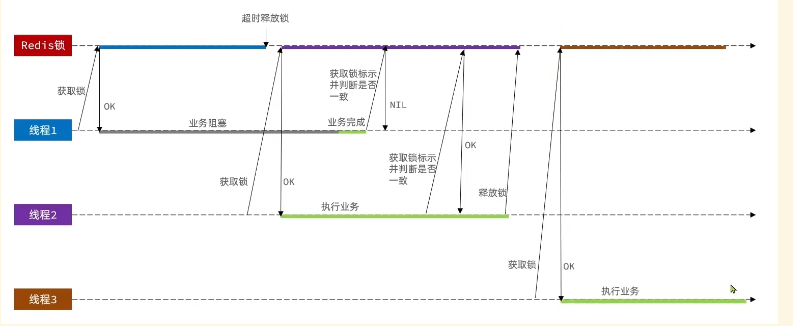 超时释放锁
Redis锁
获取锁
OK
获取锁标示
并判断是否
一致
NIL
线程1
业务阻塞
业务完成
获取锁标示
并判断是否
一致
OK
获取锁
OK
释放锁
线程2
执行业务
获取锁
OK
线程3
执行业务